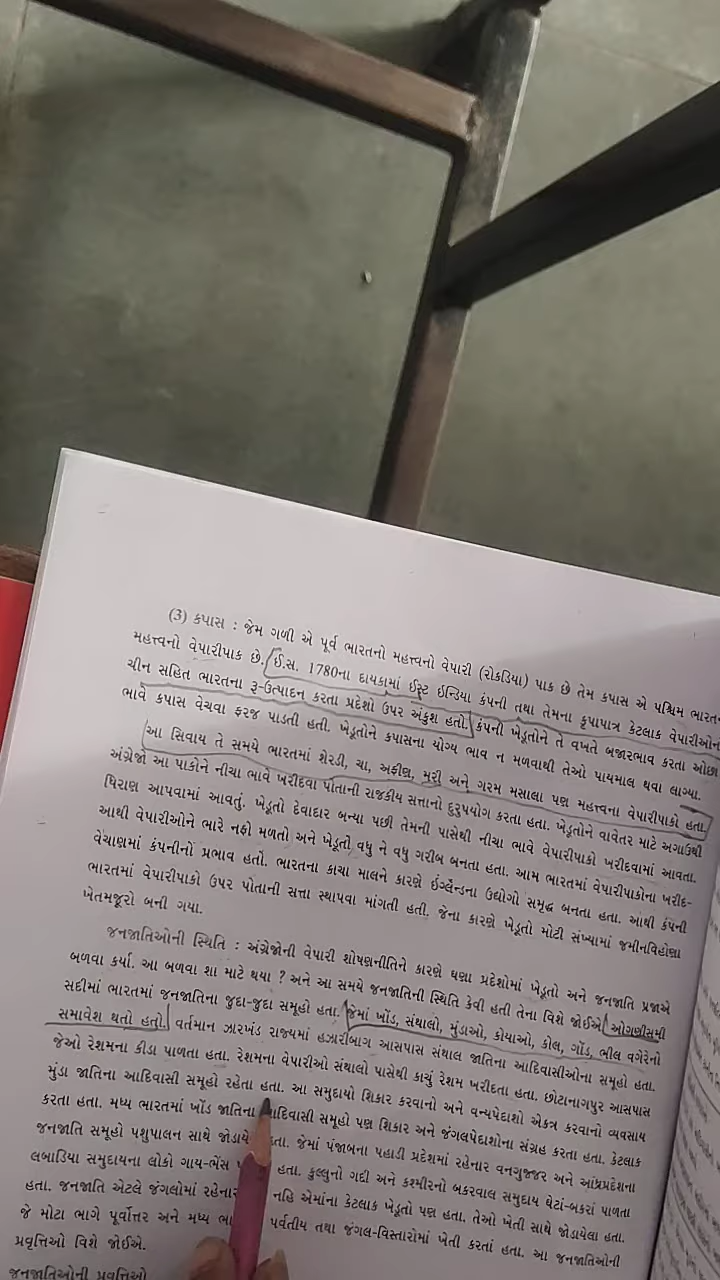 (3) કપાસ : જેમ ગળી એ પૂર્વ ભારતનો મહત્ત્વનો વેપારી (રોકડિયા) પાક છે તેમ કપાસ એ પશ્ચિમ ભારત
મહત્ત્વનો વેપારીપાક છે. ઈ.સ. 1780ના દાયકામાં ઈસ્ટ ઇન્ડિયા કંપની તથા તેમના કૃપાપાત્ર કેટલાક વેપારીઓન
ચીન સહિત ભારતના રૂ-ઉત્પાદન કરતા પ્રદેશો ઉપર અંકુશ હતો. કંપની ખેડૂતોને તે વખતે બજારભાવ કરતા ઓછા
ભાવે કપાસ વેચવા ફરજ પાડતી હતી. ખેડૂતોને કપાસના યોગ્ય ભાવ ન મળવાથી તેઓ પાયમાલ થવા લાગ્યા.
આ સિવાય તે સમયે ભારતમાં શેરડી, ચા, અફીણ, મરી અને ગરમ મસાલા પણ મહત્ત્વના વેપારીપાકો હતા.
અંગ્રેજો આ પાકોને નીચા ભાવે ખરીદવા પોતાની રાજકીય સત્તાનો દુરુપયોગ કરતા હતા. ખેડૂતોને વાવેતર માટે અગાઉથી
ધિરાણ આપવામાં આવતું. ખેડૂતો દેવાદાર બન્યા પછી તેમની પાસેથી નીચા ભાવે વેપારીપાકો ખરીદવામાં આવતા.
આથી વેપારીઓને ભારે નફો મળતો અને ખેડૂતો વધુ ને વધુ ગરીબ બનતા હતા. આમ ભારતમાં વેપારીપાકોના ખરીદ-
વેચાણમાં કંપનીનો પ્રભાવ હતો. ભારતના કાચા માલને કારણે ઇંગ્લેન્ડના ઉદ્યોગો સમૃદ્ધ બનતા હતા. આથી કંપની
ભારતમાં વેપારીપાકો ઉપર પોતાની સત્તા સ્થાપવા માંગતી હતી. જેના કારણે ખેડૂતો મોટી સંખ્યામાં જમીનવિહોણા
ખેતમજૂરો બની ગયા.
જનજાતિઓની સ્થિતિ : અંગ્રેજોની વેપારી શોષણનીતિને કારણે ઘણા પ્રદેશોમાં ખેડૂતો અને જનજાતિ પ્રજાએ
બળવા કર્યા. આ બળવા શા માટે થયા ? અને આ સમયે જનજાતિની સ્થિતિ કેવી હતી તેના વિશે જોઈએ. ઓગણીસમી
સદીમાં ભારતમાં જનજાતિના જુદા-જુદા સમૂહો હતા. જેમાં ખોંડ, સંથાલો, મુંડાઓ, કોયાઓ, કોલ, ગોંડ, ભીલ વગેરેનો
સમાવેશ થતો હતો. વર્તમાન ઝારખંડ રાજ્યમાં હઝારીબાગ આસપાસ સંથાલ જાતિના આદિવાસીઓના સમૂહો હતા.
જેઓ રેશમના કીડા પાળતા હતા. રેશમના વેપારીઓ સંથાલો પાસેથી કાચું રેશમ ખરીદતા હતા. છોટાનાગપુર આસપાસ
મુંડા જાતિના આદિવાસી સમૂહો રહેતા હતા. આ સમુદાયો શિકાર કરવાનો અને વન્યપેદાશો એકત્ર કરવાનો વ્યવસાય
કરતા હતા. મધ્ય ભારતમાં ખોંડ જાતિના આદિવાસી સમૂહો પણ શિકાર અને જંગલપેદાશોના સંગ્રહ કરતા હતા. કેટલાક
જનજાતિ સમૂહો પશુપાલન સાથે જોડાયે હતા. જેમાં પંજાબના પહાડી પ્રદેશમાં રહેનાર વનગુજ્જર અને આંધ્રપ્રદેશના
લબાડિયા સમુદાયના લોકો ગાય-ભેંસ હતા. કુલ્લુનો ગદ્દી અને કશ્મીરનો બકરવાલ સમુદાય ઘેટાં-બકરાં પાળતા
હતા. જનજાતિ એટલે જંગલોમાં રહેનાર નહિ એમાંના કેટલાક ખેડૂતો પણ હતા. તેઓ ખેતી સાથે જોડાયેલા હતા.
જે મોટા ભાગે પૂર્વોત્તર અને મધ્ય ભા પર્વતીય તથા જંગલ-વિસ્તારોમાં ખેતી કરતાં હતા. આ જનજાતિઓની
પ્રવૃત્તિઓ વિશે જોઈએ.
જનજાતિઓની પ્રવૃત્તિઓ